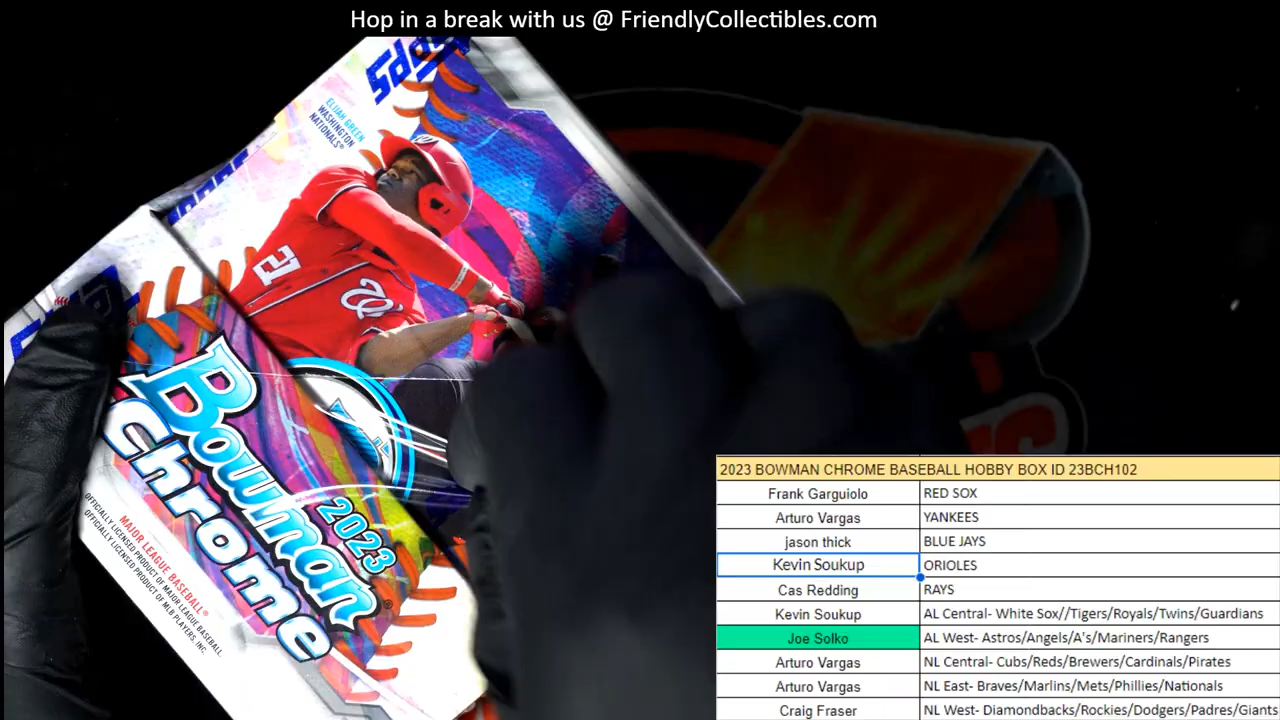 Hop in a break with us @ FriendlyCollectibles.com
Topps
ELIJAH GREEN
WASHINGTON
NATIONALS®
21
W
Bowman®
Chrome
2023
MAJOR LEAGUE BASEBALL®
OFFICIALLY LICENSED PRODUCT OF MAJOR LEAGUE BASEBALL
OFFICIALLY LICENSED PRODUCT OF MLB PLAYERS, INC.
2023 BOWMAN CHROME BASEBALL HOBBY BOX ID 23BCH102
Frank Garguiolo RED SOX
Arturo Vargas YANKEES
jason thick BLUE JAYS
Kevin Soukup ORIOLES
Cas Redding RAYS
Kevin Soukup AL Central- White Sox//Tigers/Royals/Twins/Guardians
Joe Solko AL West- Astros/Angels/A's/Mariners/Rangers
Arturo Vargas NL Central- Cubs/Reds/Brewers/Cardinals/Pirates
Arturo Vargas NL East- Braves/Marlins/Mets/Phillies/Nationals
Craig Fraser NL West- Diamondbacks/Rockies/Dodgers/Padres/Giants